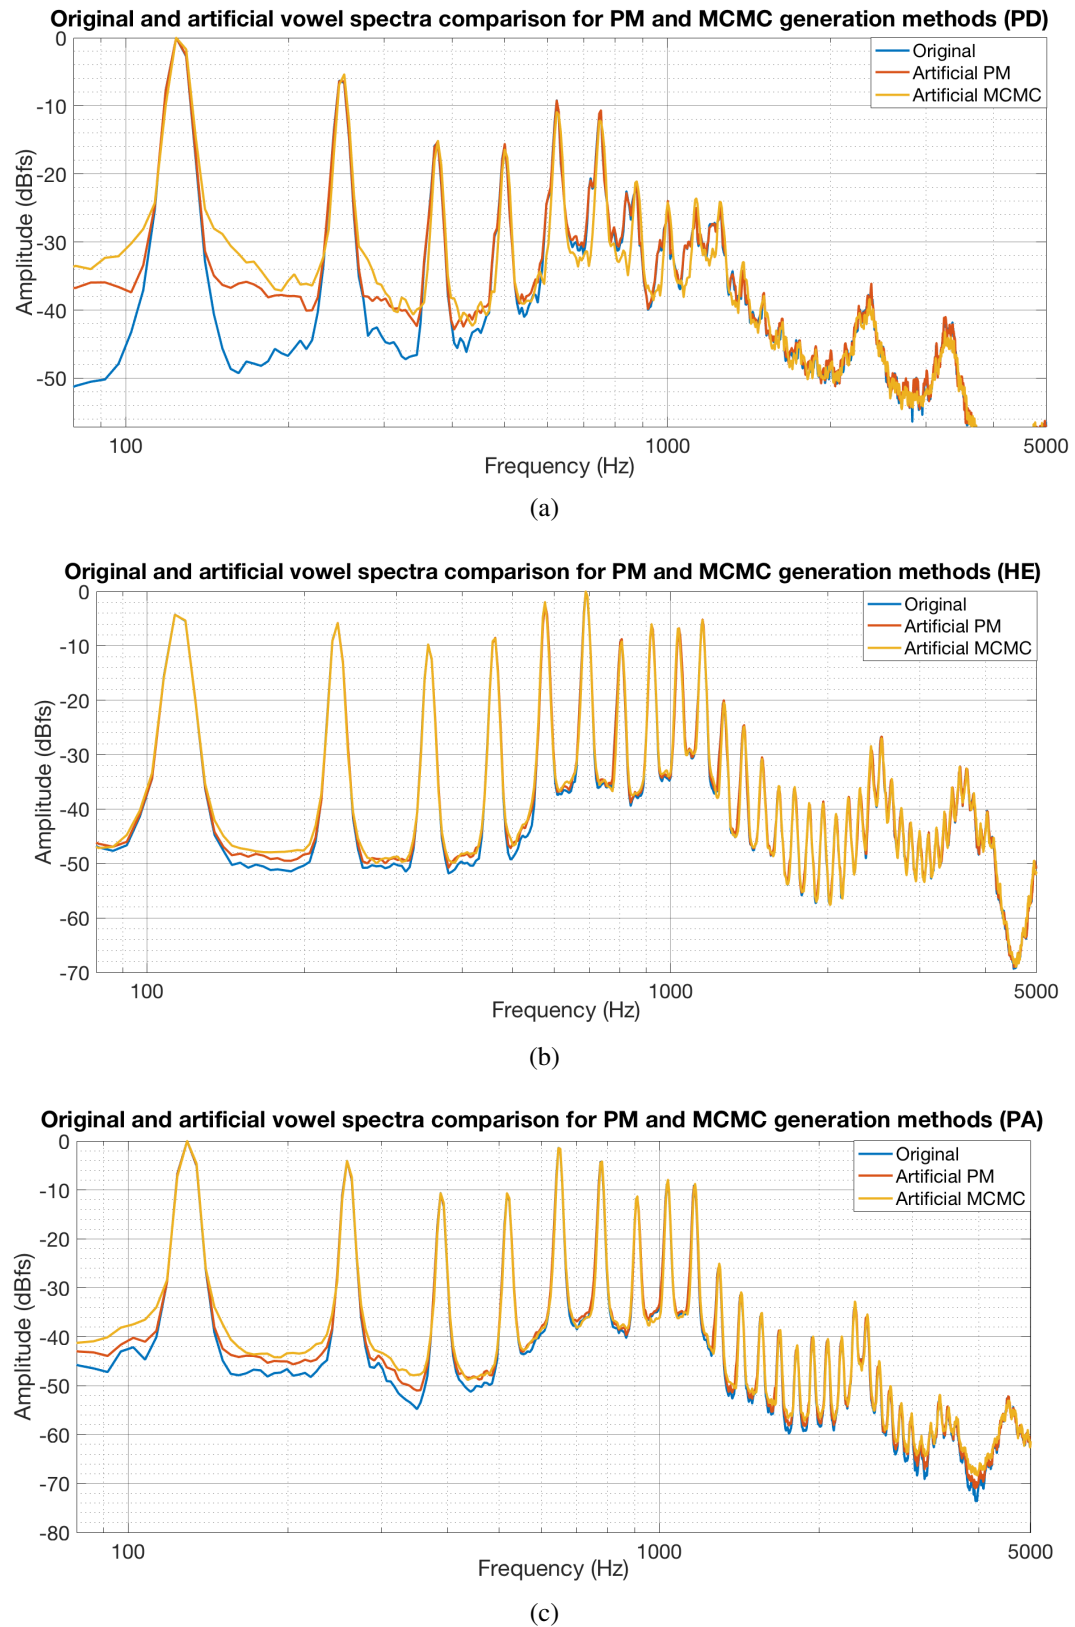 Original and artificial vowel spectra comparison for PM and MCMC generation methods (PD)
Original
Artificial PM
Artificial MCMC
Amplitude (dBfs)
0
-10
-20
-30
-40
-50
100
1000
5000
Frequency (Hz)
(a)
Original and artificial vowel spectra comparison for PM and MCMC generation methods (HE)
Original
Artificial PM
Artificial MCMC
Amplitude (dBfs)
0
-10
-20
-30
-40
-50
-60
-70
100
1000
5000
Frequency (Hz)
(b)
Original and artificial vowel spectra comparison for PM and MCMC generation methods (PA)
Original
Artificial PM
Artificial MCMC
Amplitude (dBfs)
0
-10
-20
-30
-40
-50
-60
-70
-80
100
1000
5000
Frequency (Hz)
(c)